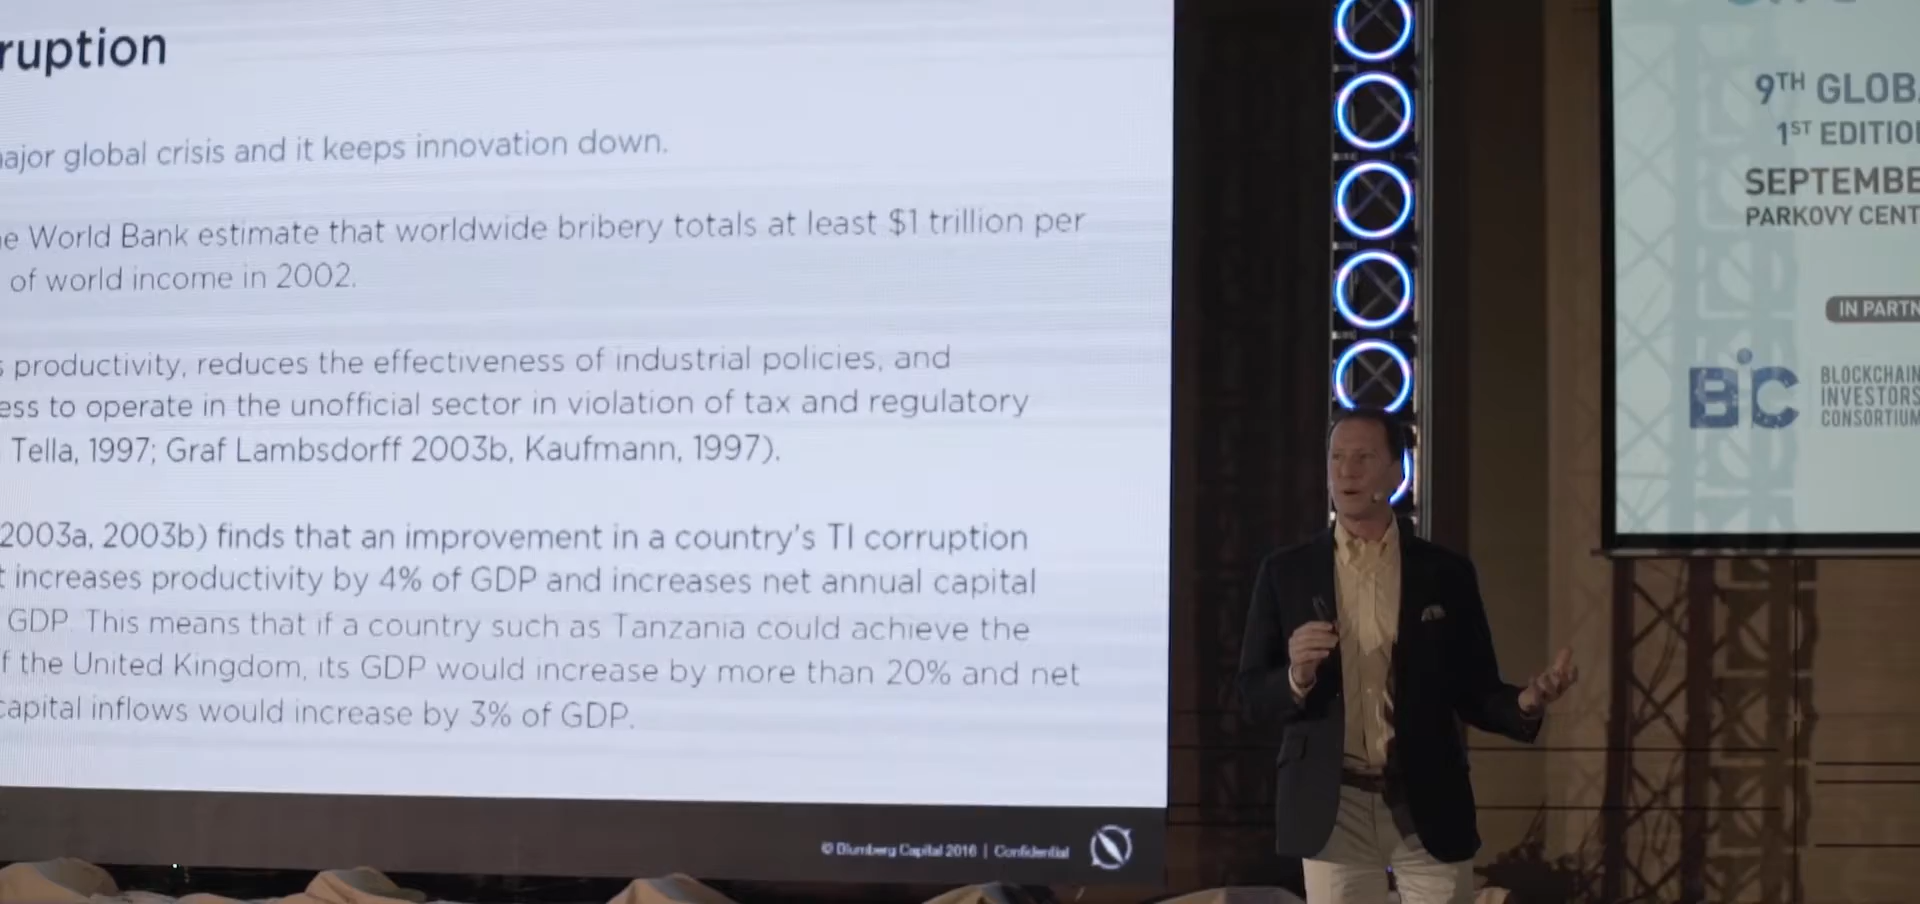 ruption
ajor global crisis and it keeps innovation down.
e World Bank estimate that worldwide bribery totals at least $1 trillion per
of world income in 2002.
s productivity, reduces the effectiveness of industrial policies, and
ess to operate in the unofficial sector in violation of tax and regulatory
Tella, 1997; Graf Lambsdorff 2003b, Kaufmann, 1997).
2003a, 2003b) finds that an improvement in a country's TI corruption
t increases productivity by 4% of GDP and increases net annual capital
GDP. This means that if a country such as Tanzania could achieve the
f the United Kingdom, its GDP would increase by more than 20% and net
capital inflows would increase by 3% of GDP.
© Blumberg Capital 2016 | Confidential
9TH GLOBA
1ST EDITIO
SEPTEMBE
PARKOVY CENT
IN PARTN
BIC
BLOCKCHAIN
INVESTORS
CONSORTIUM